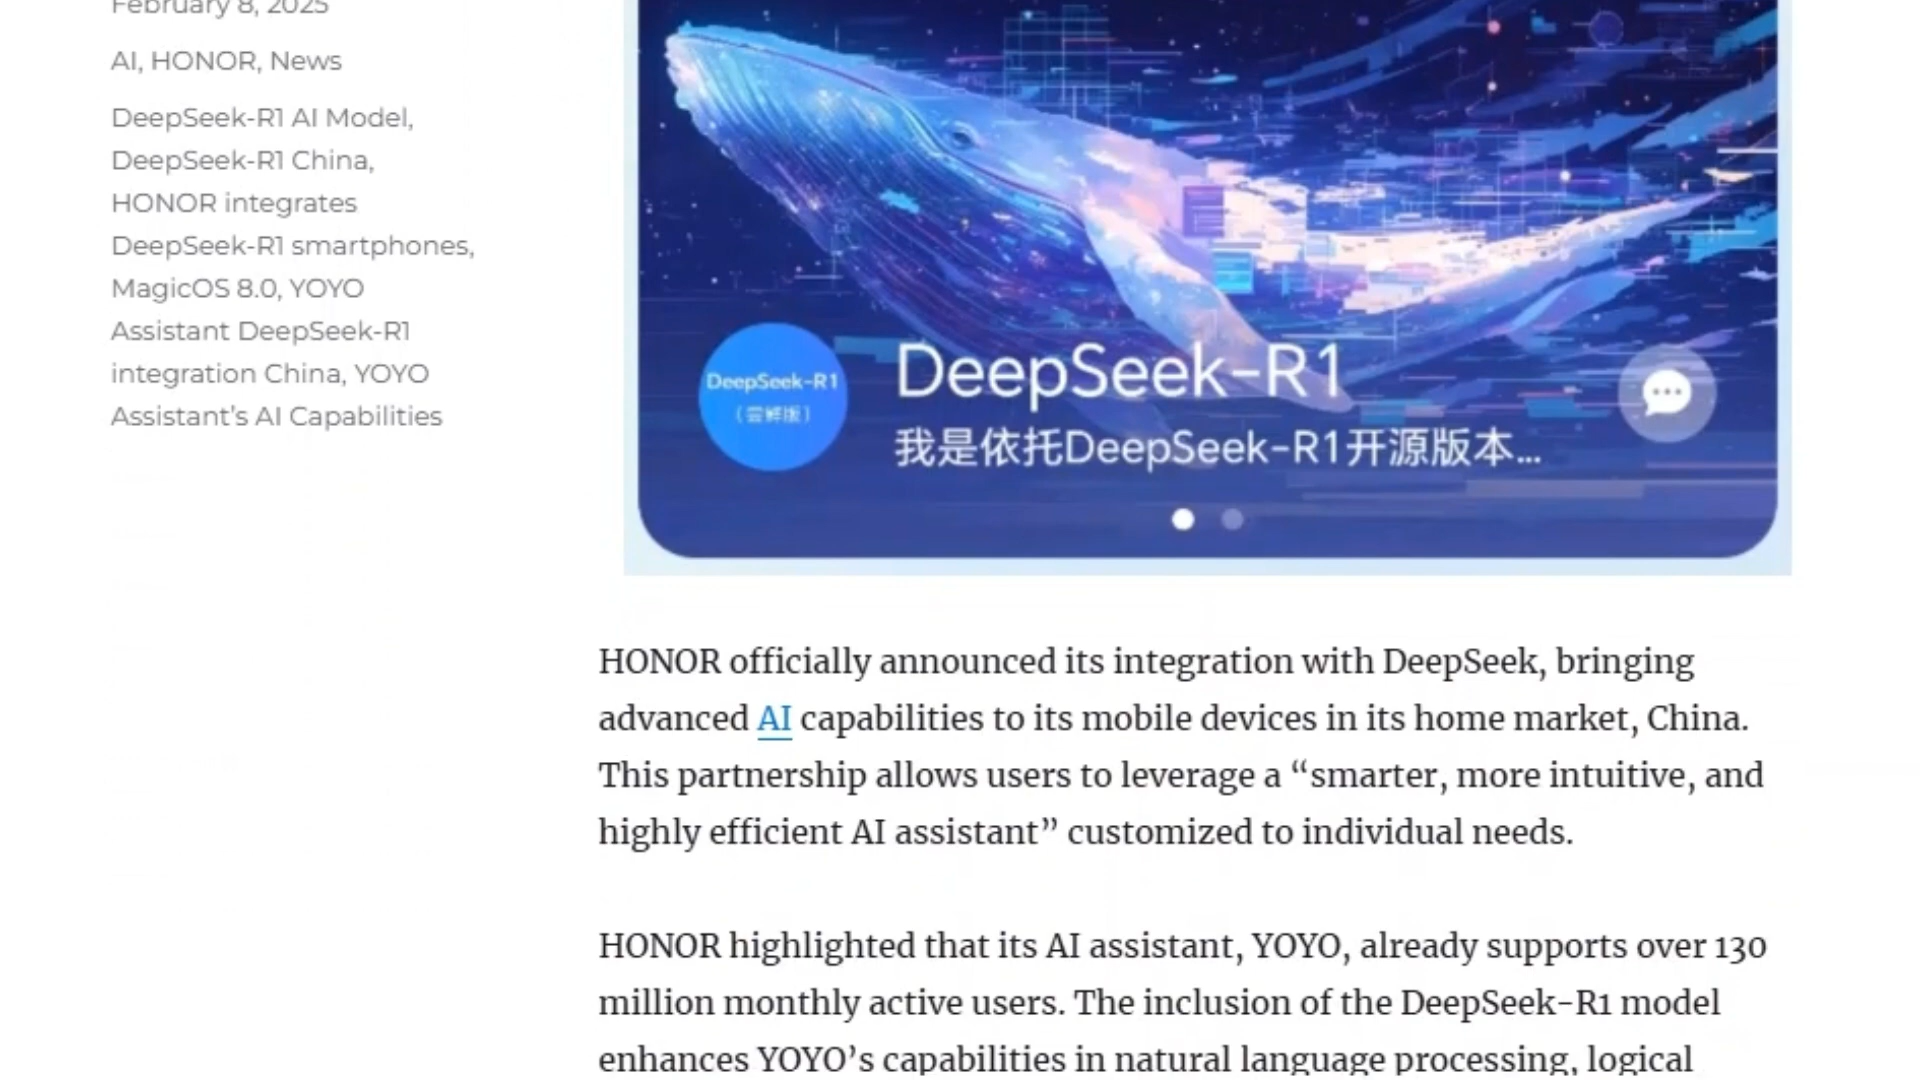 February 8, 2025
AI, HONOR, News
DeepSeek-R1 AI Model,
DeepSeek-R1 China,
HONOR integrates
DeepSeek-R1 smartphones,
MagicOS 8.0, YOYO
Assistant DeepSeek-R1
integration China, YOYO
Assistant’s AI Capabilities
DeepSeek-R1
（尝鲜版）
DeepSeek-R1
我是依托DeepSeek-R1开源版本...
HONOR officially announced its integration with DeepSeek, bringing
advanced AI capabilities to its mobile devices in its home market, China.
This partnership allows users to leverage a “smarter, more intuitive, and
highly efficient AI assistant” customized to individual needs.
HONOR highlighted that its AI assistant, YOYO, already supports over 130
million monthly active users. The inclusion of the DeepSeek-R1 model
enhances YOYO’s capabilities in natural language processing, logical